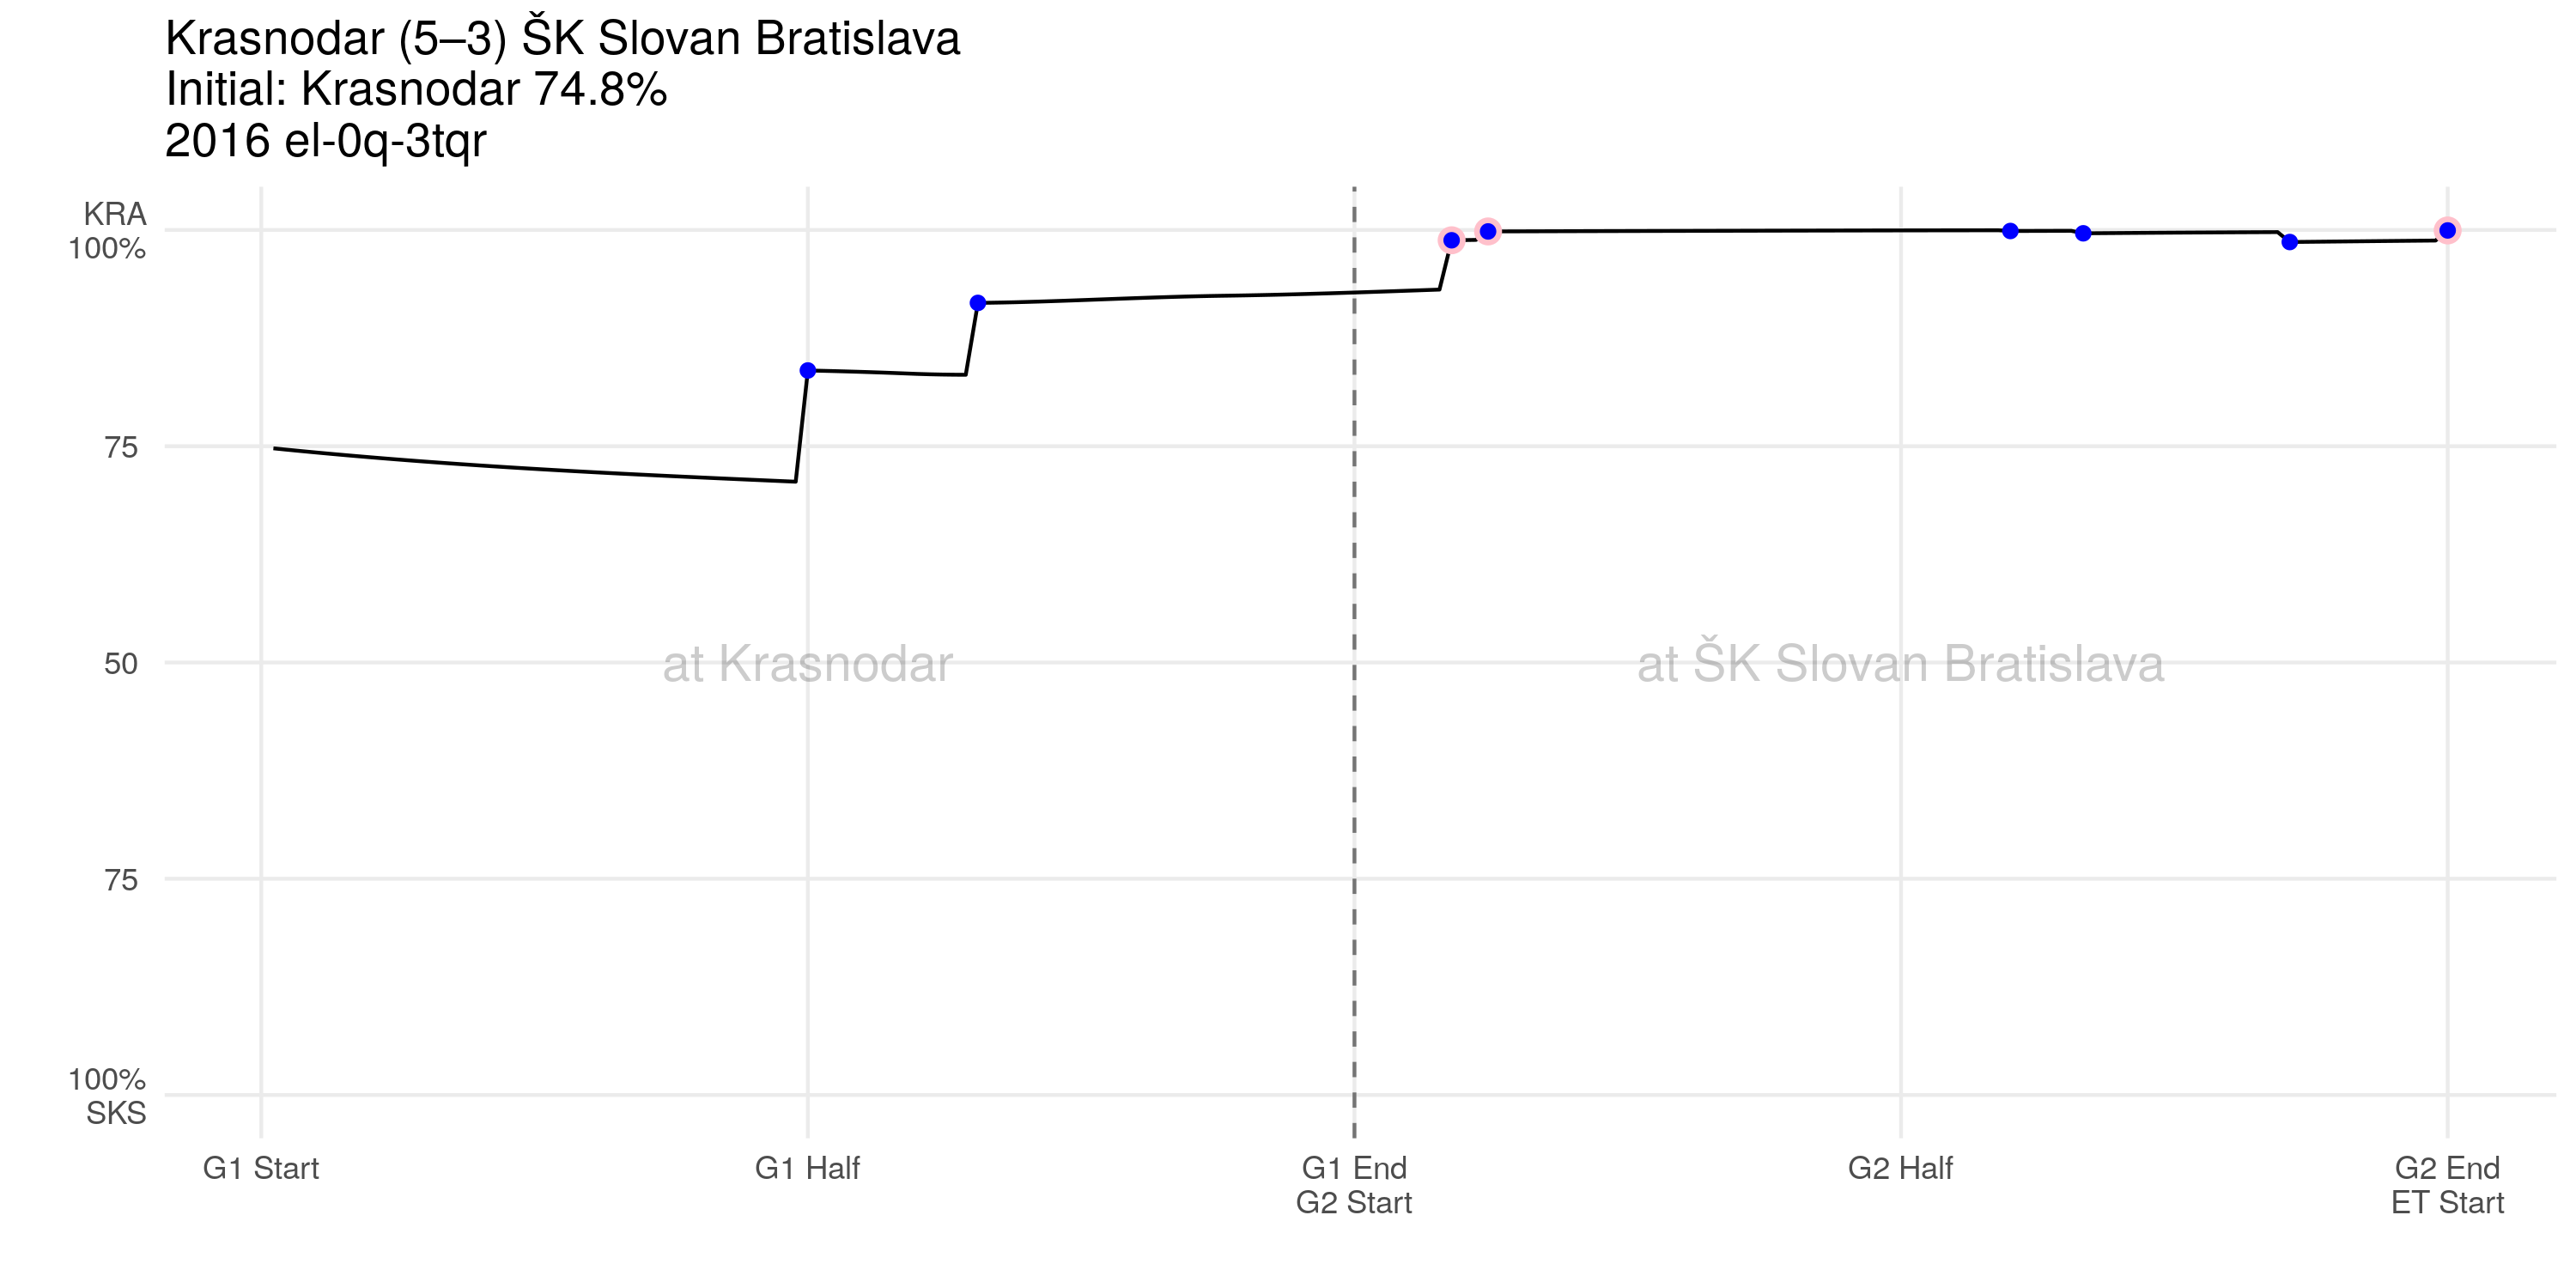 Krasnodar (5–3) ŠK Slovan Bratislava
Initial: Krasnodar 74.8%
2016 el-0q-3tqr
KRA
100%
75
50
75
100%
SKS
at Krasnodar
at ŠK Slovan Bratislava
G1 Start
G1 Half
G1 End
G2 Start
G2 Half
G2 End
ET Start